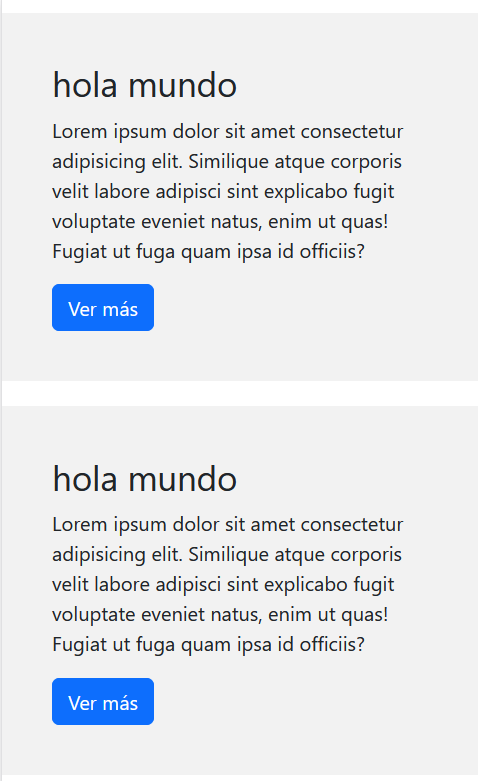 hola mundo
Lorem ipsum dolor sit amet consectetur
adipisicing elit. Similique atque corporis
velit labore adipisci sint explicabo fugit
voluptate eveniet natus, enim ut quas!
Fugiat ut fuga quam ipsa id officiis?
Ver más
hola mundo
Lorem ipsum dolor sit amet consectetur
adipisicing elit. Similique atque corporis
velit labore adipisci sint explicabo fugit
voluptate eveniet natus, enim ut quas!
Fugiat ut fuga quam ipsa id officiis?
Ver más